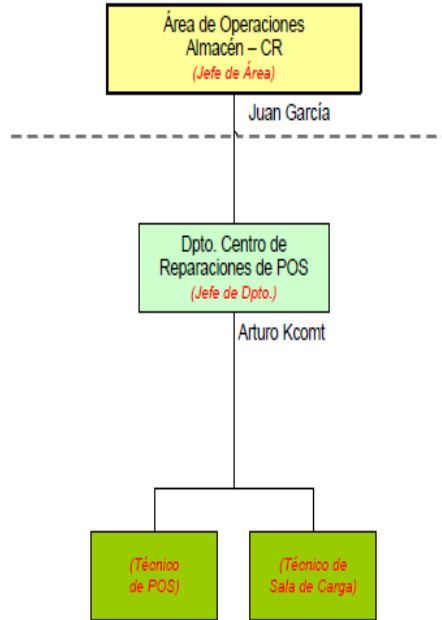 Área de Operaciones
Almacén – CR
(Jefe de Área)
Juan García
Dpto. Centro de
Reparaciones de POS
(Jefe de Dpto.)
Arturo Kcomt
(Técnico
de POS)
(Técnico de
Sala de Carga)